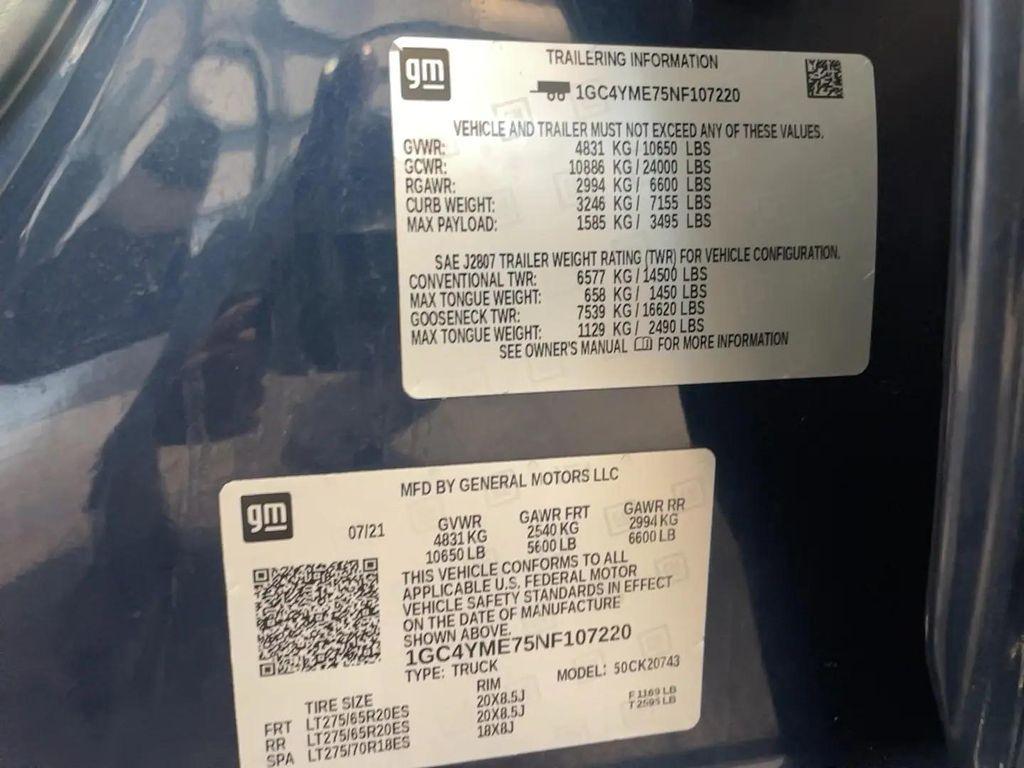 gm
TRAILERING INFORMATION
1GC4YME75NF107220
VEHICLE AND TRAILER MUST NOT EXCEED ANY OF THESE VALUES.
GVWR: 4831 KG / 10650 LBS
GCWR: 10886 KG / 24000 LBS
RGAWR: 2994 KG / 6600 LBS
CURB WEIGHT: 3246 KG / 7155 LBS
MAX PAYLOAD: 1585 KG / 3495 LBS
SAE J2807 TRAILER WEIGHT RATING (TWR) FOR VEHICLE CONFIGURATION.
CONVENTIONAL TWR: 6577 KG / 14500 LBS
MAX TONGUE WEIGHT: 658 KG / 1450 LBS
GOOSENECK TWR: 7539 KG / 16620 LBS
MAX TONGUE WEIGHT: 1129 KG / 2490 LBS
SEE OWNER'S MANUAL FOR MORE INFORMATION
gm
MFD BY GENERAL MOTORS LLC
07/21
GVWR GAWR FRT GAWR RR
4831 KG 2540 KG 2994 KG
10650 LB 5600 LB 6600 LB
THIS VEHICLE CONFORMS TO ALL
APPLICABLE U.S. FEDERAL MOTOR
VEHICLE SAFETY STANDARDS IN EFFECT
ON THE DATE OF MANUFACTURE
SHOWN ABOVE.
1GC4YME75NF107220
TYPE: TRUCK MODEL: 50CK20743
TIRE SIZE RIM
FRT LT275/65R20ES 20X8.5J
RR LT275/65R20ES 20X8.5J
SPA LT275/70R18ES 18X8J
F 1169 LB
T 2595 LB